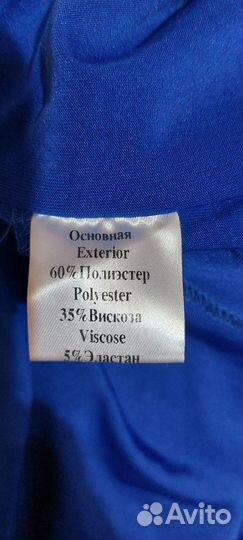 Основная
Exterior
60%Полиэстер
Polyester
35%Вискоза
Viscose
5%Эластан
Avito